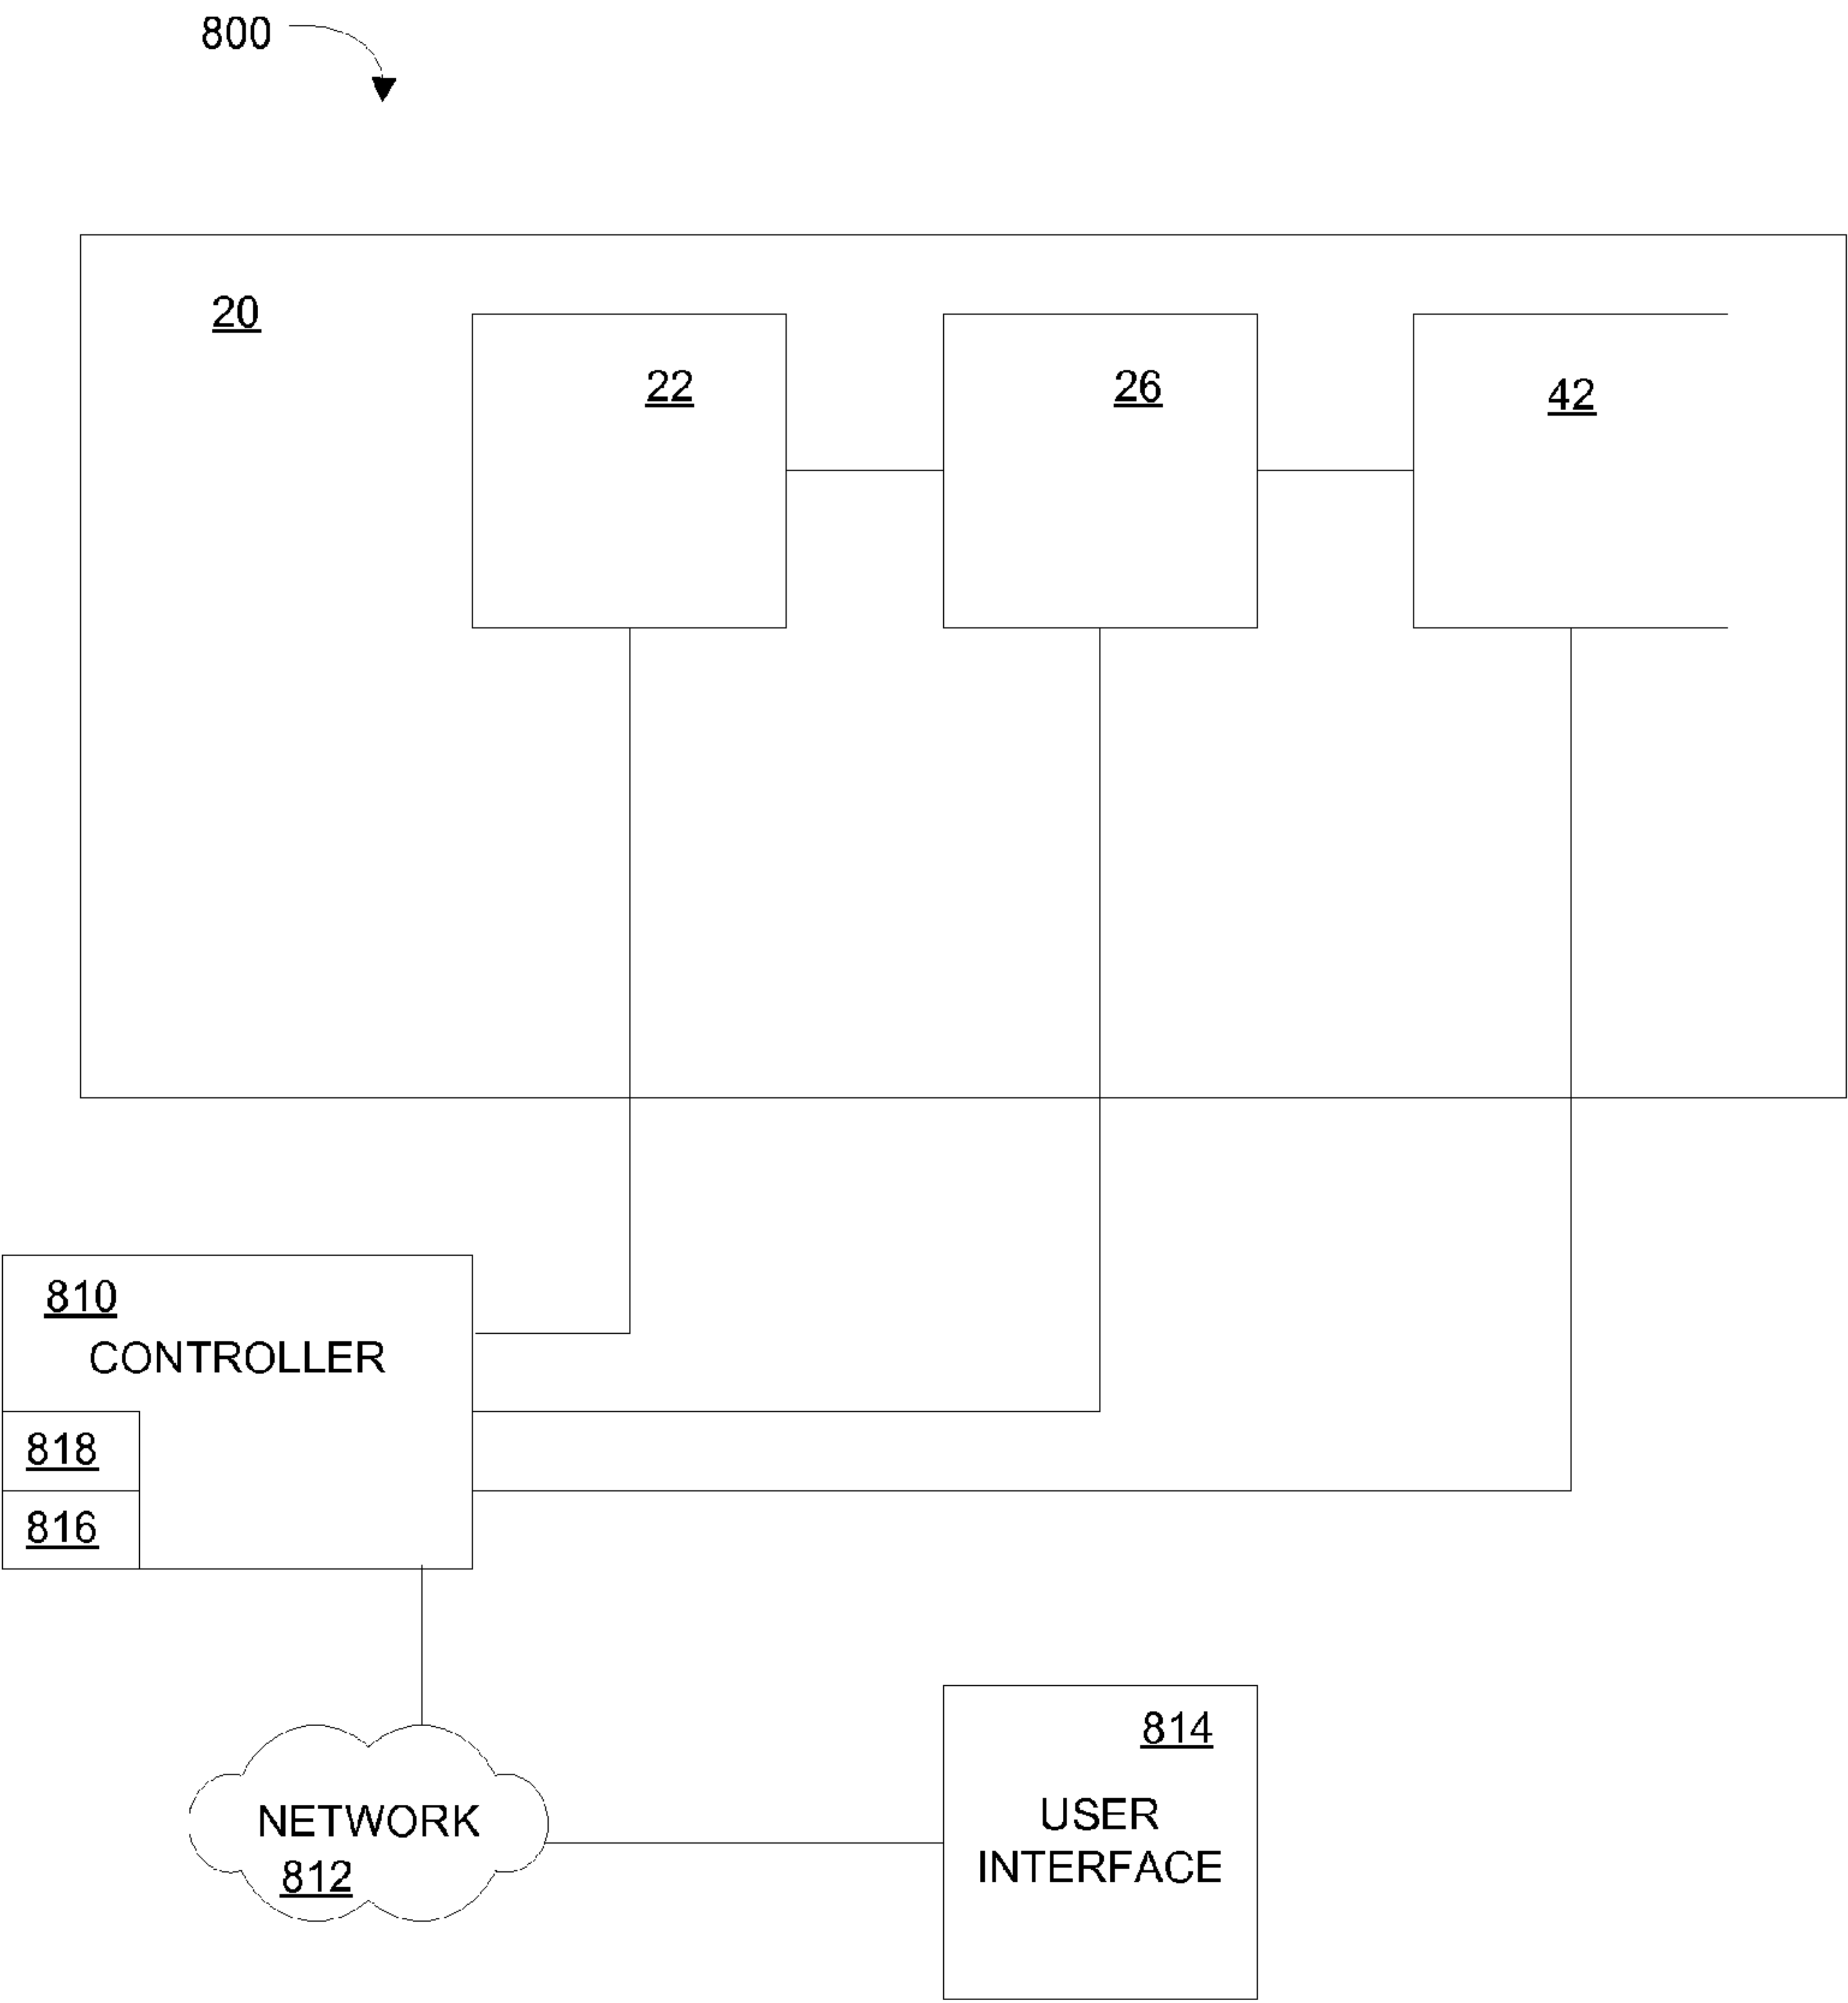 800
20
22
26
42
810
CONTROLLER
818
816
NETWORK
812
814
USER
INTERFACE